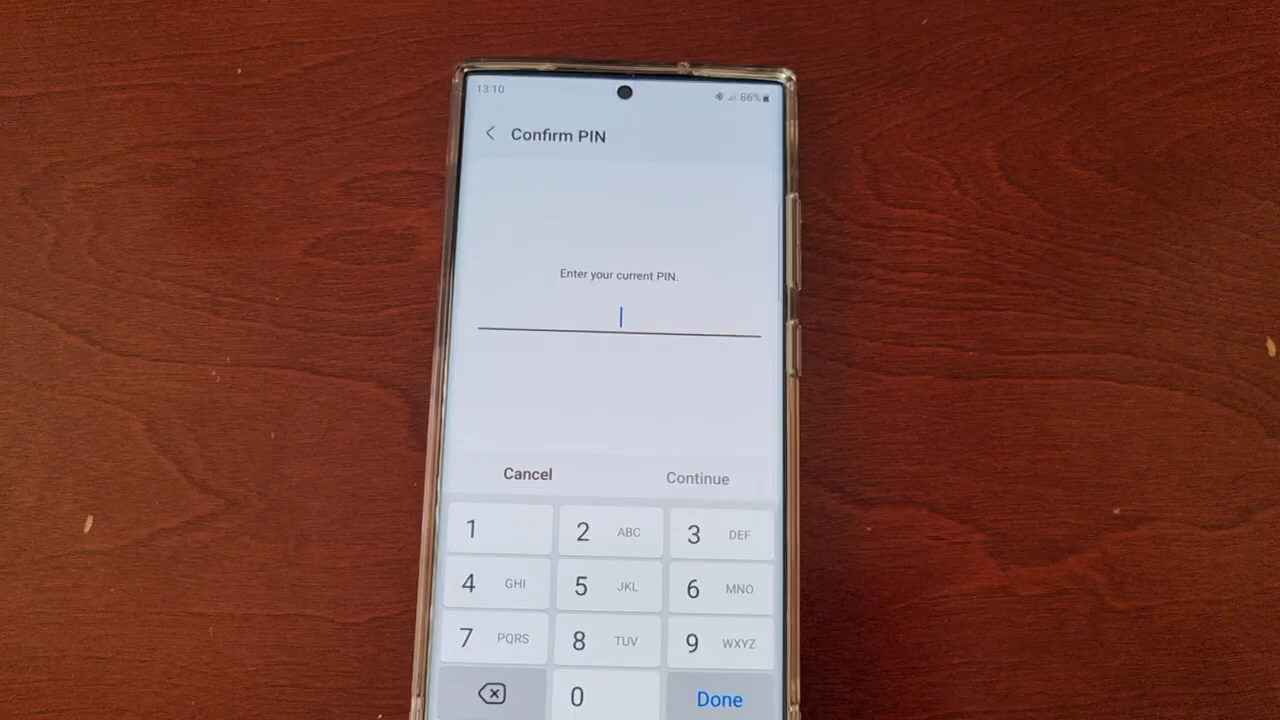 13:10
86%
Confirm PIN
Enter your current PIN.
Cancel Continue
1 2 ABC 3 DEF
4 GHI 5 JKL 6 MNO
7 PQRS 8 TUV 9 WXYZ
0 Done